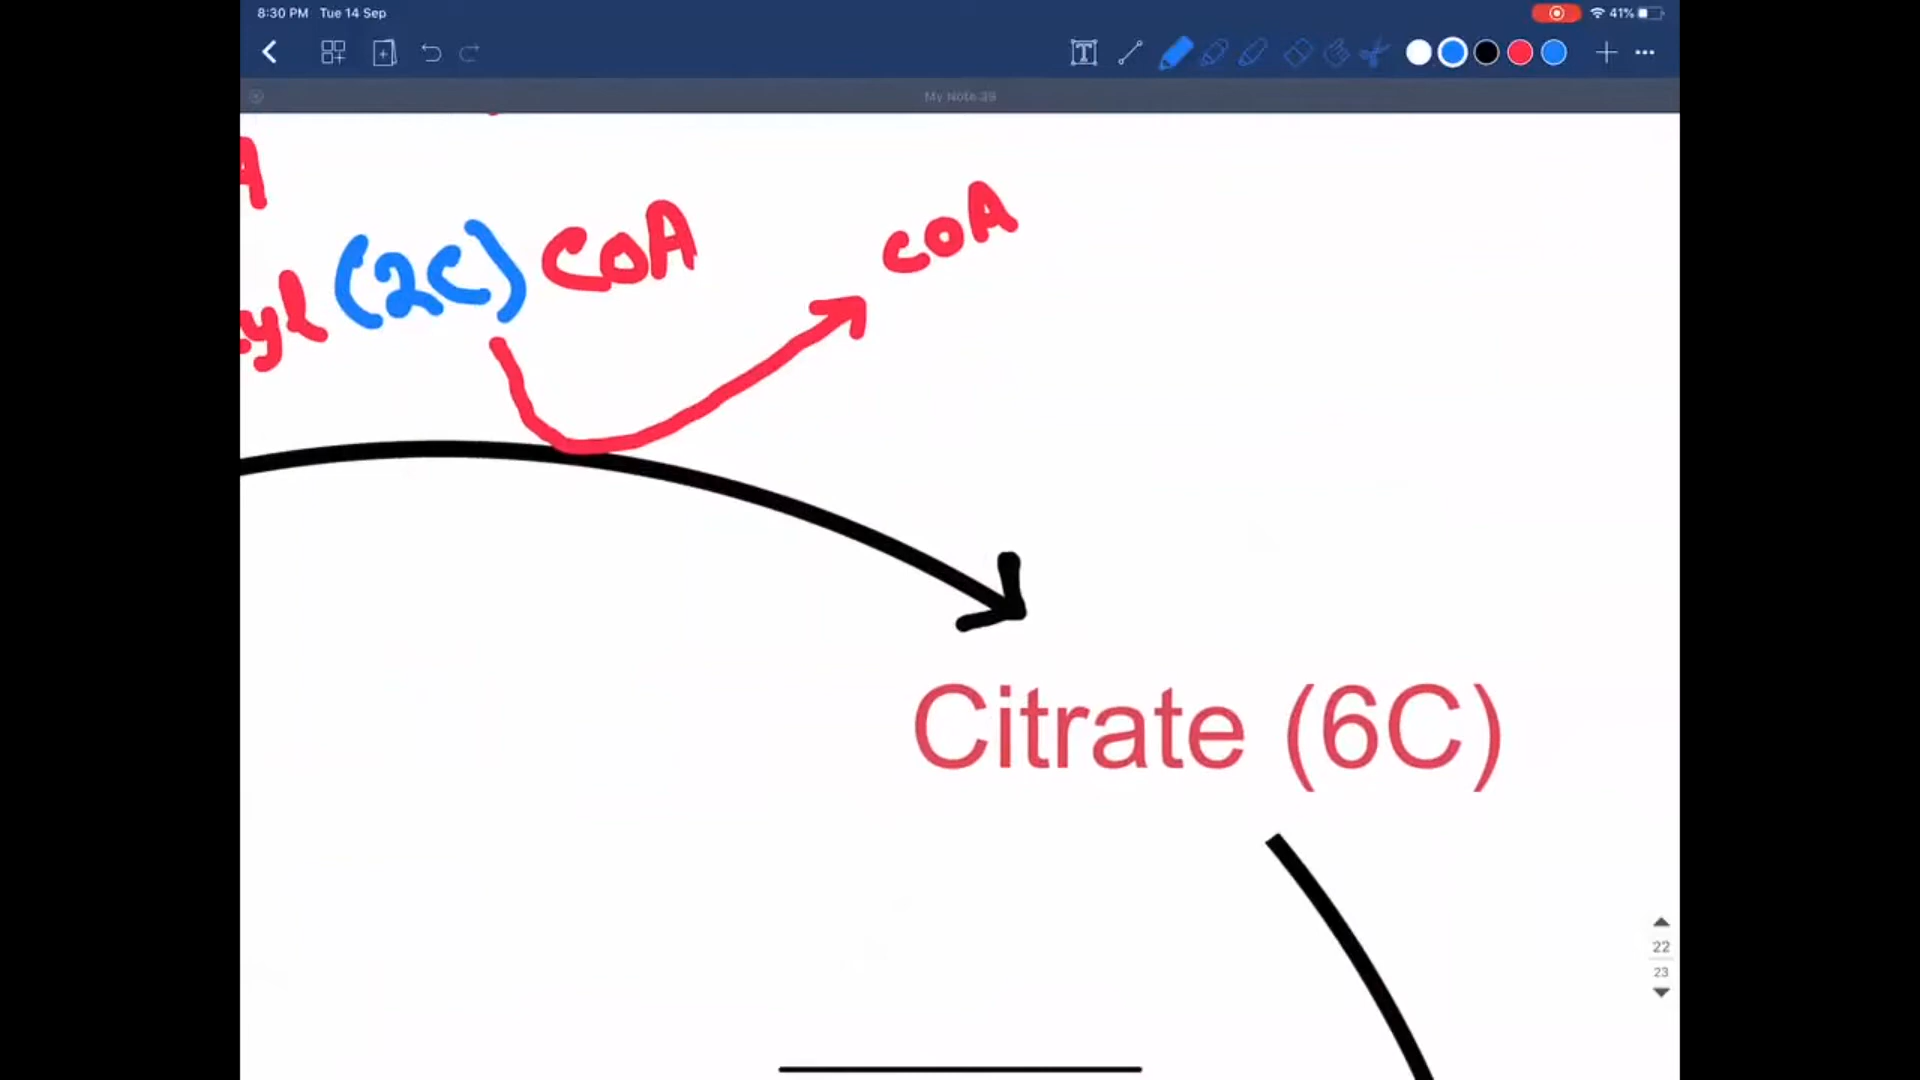 8:30 PM Tue 14 Sep
41%
T
My Note 39
A
yl (2C) CoA
CoA
Citrate (6C)
22
23